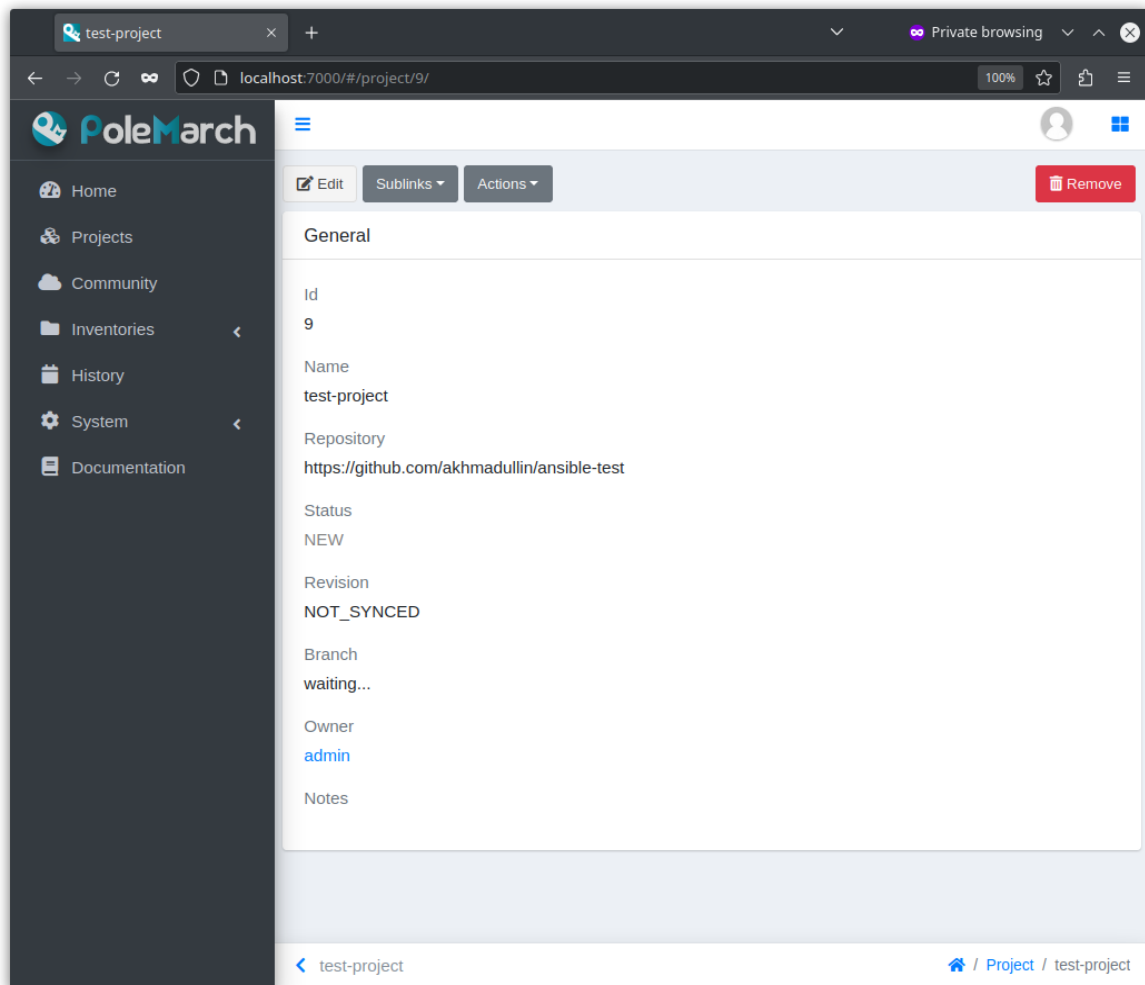 test-project
Private browsing
localhost:7000/#/project/9/
100%
PoleMarch
Home
Projects
Community
Inventories
History
System
Documentation
Edit
Sublinks
Actions
Remove
General
Id
9
Name
test-project
Repository
https://github.com/akhmadullin/ansible-test
Status
NEW
Revision
NOT_SYNCED
Branch
waiting...
Owner
admin
Notes
test-project
/ Project / test-project